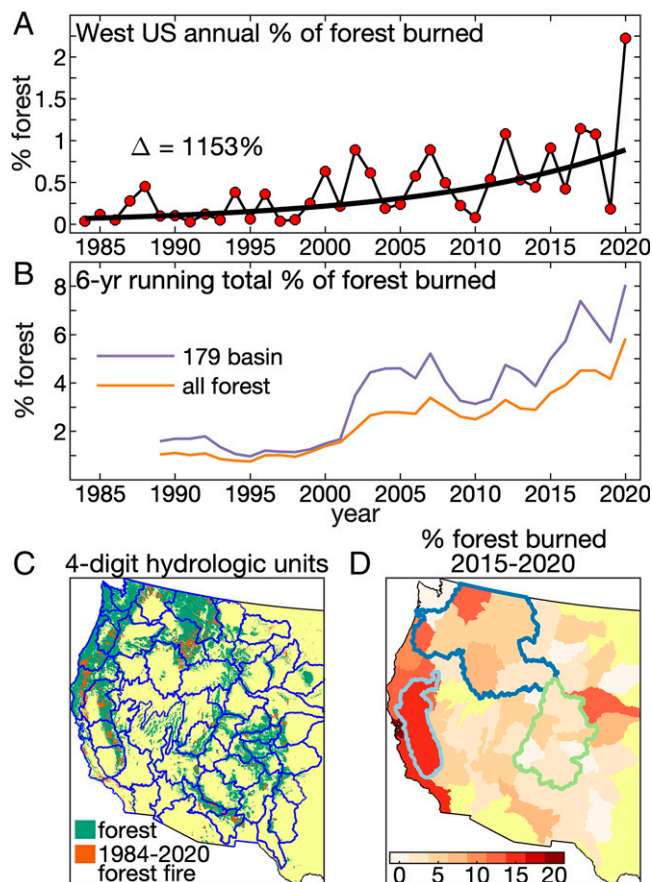 A
West US annual % of forest burned
2
1.5
1
0.5
0
% forest
Δ = 1153%
1985 1990 1995 2000 2005 2010 2015 2020
B
6-yr running total % of forest burned
8
6
4
2
% forest
179 basin
all forest
1985 1990 1995 2000 2005 2010 2015 2020
year
C
4-digit hydrologic units
forest
1984-2020
forest fire
D
% forest burned
2015-2020
0 5 10 15 20